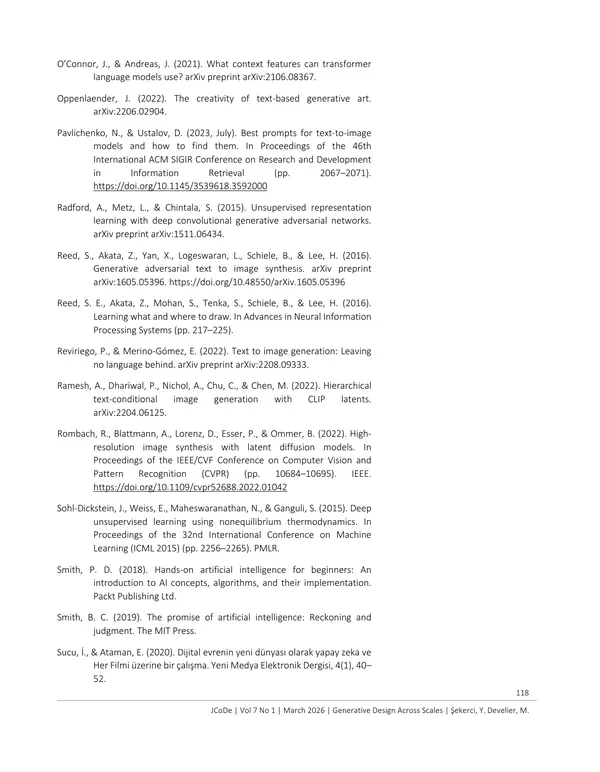 O'Connor, J., & Andreas, J. (2021). What context features can transformer
language models use? arXiv preprint arXiv:2106.08367.
Oppenlaender, J. (2022). The creativity of text-based generative art.
arXiv:2206.02904.
Pavlichenko, N., & Ustalov, D. (2023, July). Best prompts for text-to-image
models and how to find them. In Proceedings of the 46th
International ACM SIGIR Conference on Research and Development
in Information Retrieval (pp. 2067–2071).
https://doi.org/10.1145/3539618.3592000
Radford, A., Metz, L., & Chintala, S. (2015). Unsupervised representation
learning with deep convolutional generative adversarial networks.
arXiv preprint arXiv:1511.06434.
Reed, S., Akata, Z., Yan, X., Logeswaran, L., Schiele, B., & Lee, H. (2016).
Generative adversarial text to image synthesis. arXiv preprint
arXiv:1605.05396. https://doi.org/10.48550/arXiv.1605.05396
Reed, S. E., Akata, Z., Mohan, S., Tenka, S., Schiele, B., & Lee, H. (2016).
Learning what and where to draw. In Advances in Neural Information
Processing Systems (pp. 217–225).
Reviriego, P., & Merino-Gómez, E. (2022). Text to image generation: Leaving
no language behind. arXiv preprint arXiv:2208.09333.
Ramesh, A., Dhariwal, P., Nichol, A., Chu, C., & Chen, M. (2022). Hierarchical
text-conditional image generation with CLIP latents.
arXiv:2204.06125.
Rombach, R., Blattmann, A., Lorenz, D., Esser, P., & Ommer, B. (2022). High-
resolution image synthesis with latent diffusion models. In
Proceedings of the IEEE/CVF Conference on Computer Vision and
Pattern Recognition (CVPR) (pp. 10684–10695). IEEE.
https://doi.org/10.1109/cvpr52688.2022.01042
Sohl-Dickstein, J., Weiss, E., Maheswaranathan, N., & Ganguli, S. (2015). Deep
unsupervised learning using nonequilibrium thermodynamics. In
Proceedings of the 32nd International Conference on Machine
Learning (ICML 2015) (pp. 2256–2265). PMLR.
Smith, P. D. (2018). Hands-on artificial intelligence for beginners: An
introduction to AI concepts, algorithms, and their implementation.
Packt Publishing Ltd.
Smith, B. C. (2019). The promise of artificial intelligence: Reckoning and
judgment. The MIT Press.
Sucu, İ., & Ataman, E. (2020). Dijital evrenin yeni dünyası olarak yapay zeka ve
Her Filmi üzerine bir çalışma. Yeni Medya Elektronik Dergisi, 4(1), 40–
52.
118
JCoDe | Vol 7 No 1 | March 2026 | Generative Design Across Scales | Şekerci, Y. Develier, M.